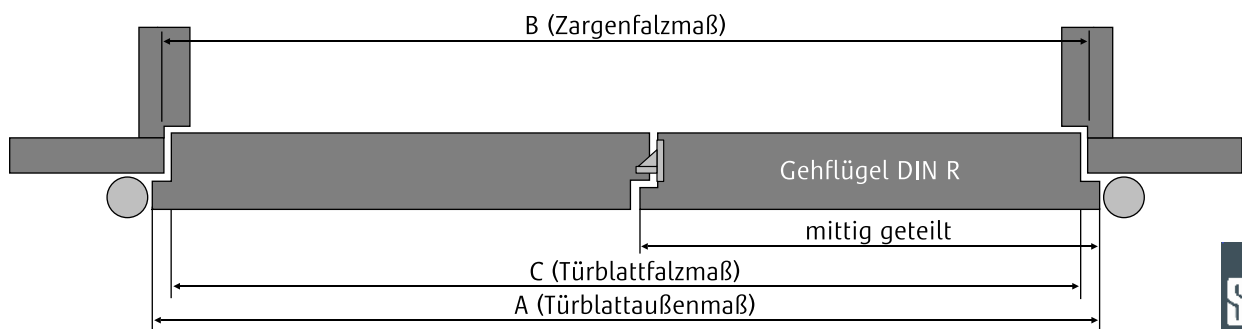 B (Zargenfalzmaß)
Gehflügel DIN R
mittig geteilt
C (Türblattfalzmaß)
A (Türblattaußenmaß)